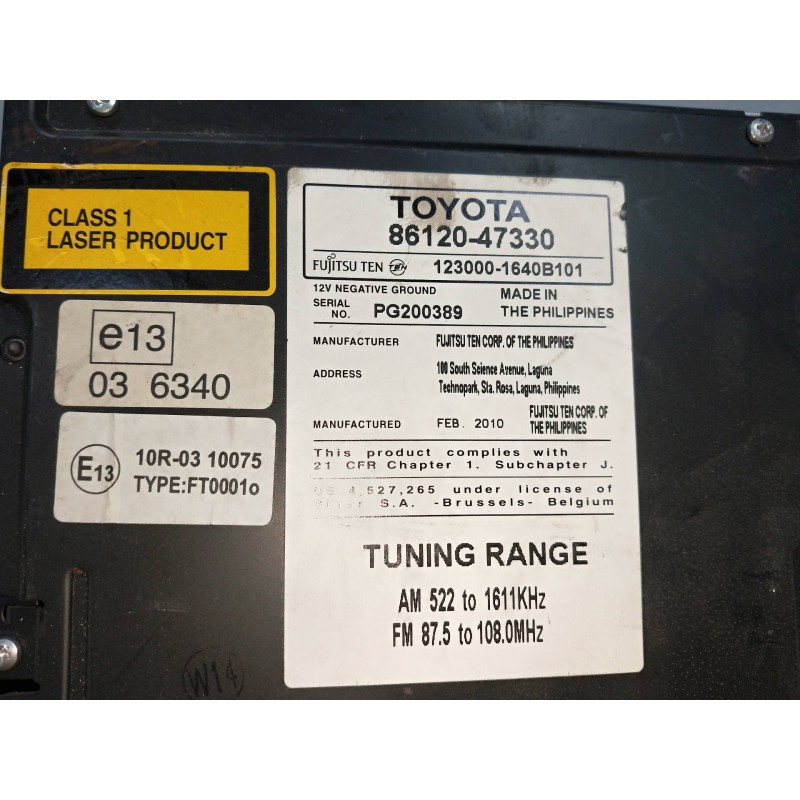 CLASS 1
LASER PRODUCT
e13
03 6340
E13
10R-03 10075
TYPE:FT0001o
TOYOTA
86120-47330
FUJITSU TEN TEN 123000-1640B101
12V NEGATIVE GROUND
SERIAL NO. PG200389
MADE IN THE PHILIPPINES
MANUFACTURER FUJITSU TEN CORP. OF THE PHILIPPINES
ADDRESS 100 South Science Avenue, Laguna
Technopark, Sta. Rosa, Laguna, Philippines
MANUFACTURED FEB. 2010 FUJITSU TEN CORP. OF
THE PHILIPPINES
This product complies with
21 CFR Chapter 1. Subchapter J.
4,527,265 under license of
S.A. -Brussels- Belgium
TUNING RANGE
AM 522 to 1611KHz
FM 87.5 to 108.0MHz
W14